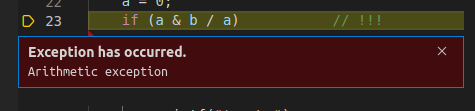 22 a = 0;
23 if (a & b / a) // !!!
Exception has occurred.
Arithmetic exception